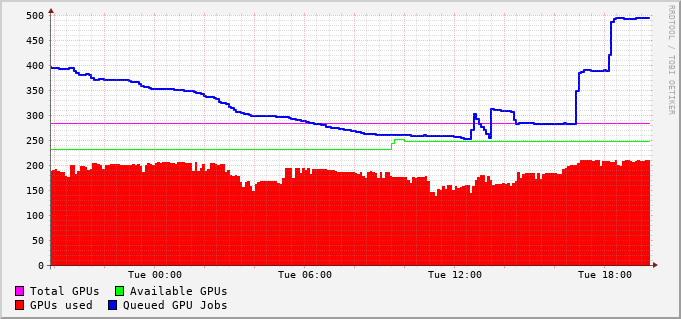 500
450
400
350
300
250
200
150
100
50
0
Tue 00:00 Tue 06:00 Tue 12:00 Tue 18:00
Total GPUs Available GPUs
GPUs used Queued GPU Jobs
RRDTOOL / TOBI OETIKER